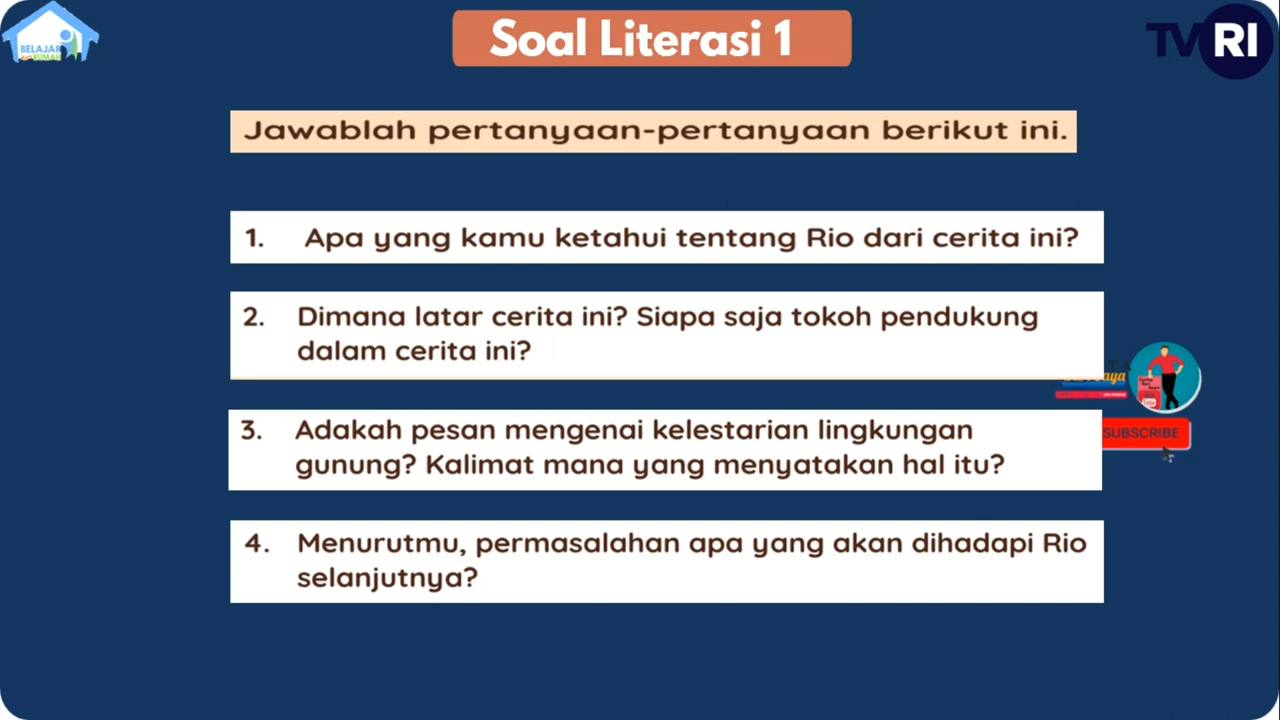 Soal Literasi 1
BELAJAR
TVRI
Jawablah pertanyaan-pertanyaan berikut ini.
1. Apa yang kamu ketahui tentang Rio dari cerita ini?
2. Dimana latar cerita ini? Siapa saja tokoh pendukung
dalam cerita ini?
3. Adakah pesan mengenai kelestarian lingkungan
gunung? Kalimat mana yang menyatakan hal itu?
SUBSCRIBE
4. Menurutmu, permasalahan apa yang akan dihadapi Rio
selanjutnya?